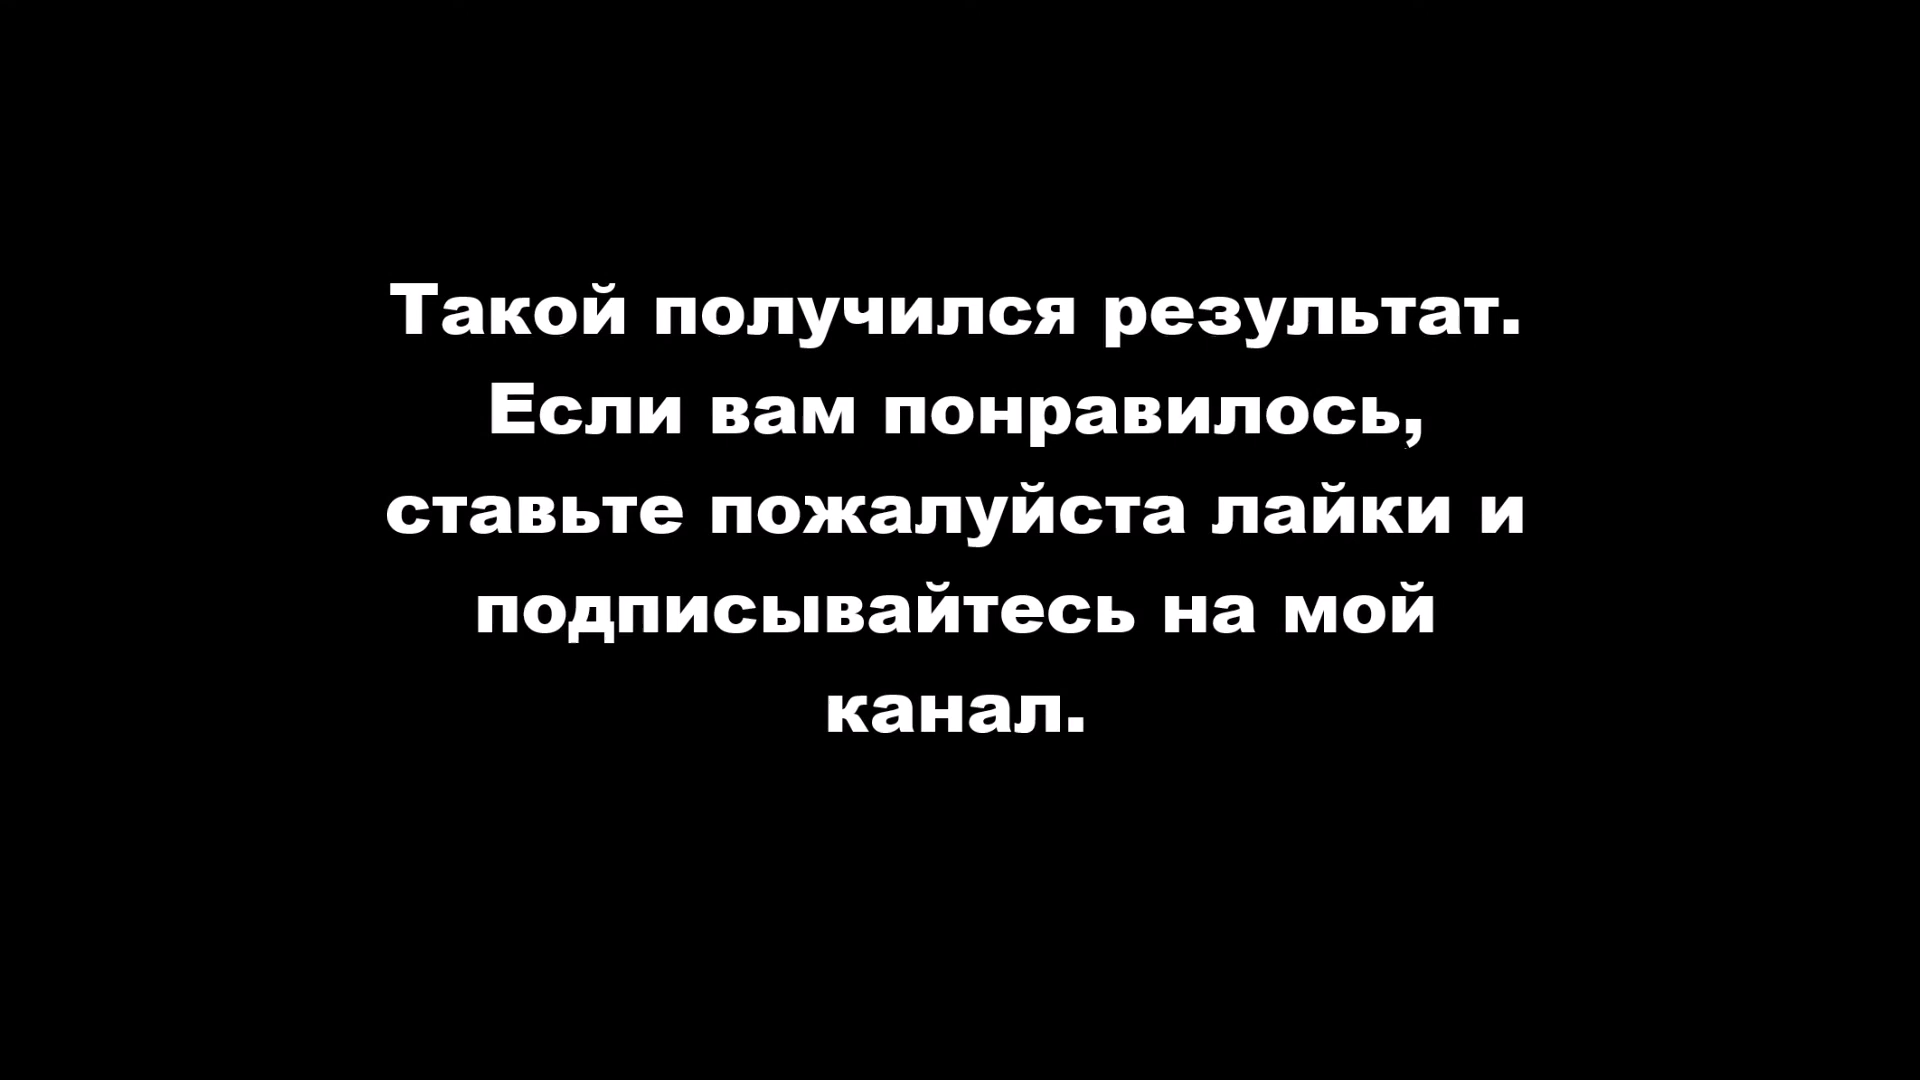 Такой получился результат.
Если вам понравилось,
ставьте пожалуйста лайки и
подписывайтесь на мой
канал.